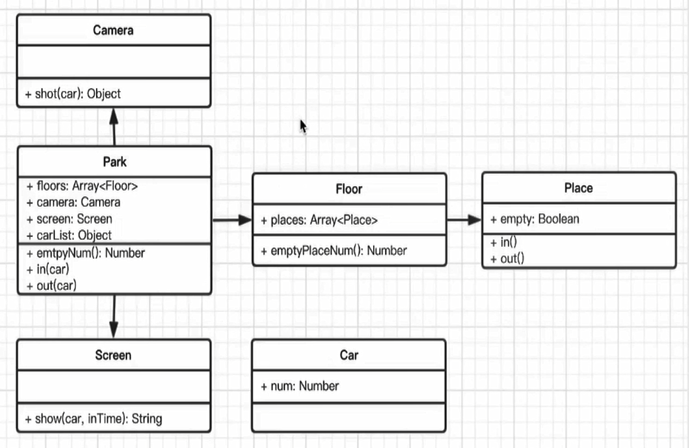 Camera
+ shot(car): Object
Park
+ floors: Array<Floor>
+ camera: Camera
+ screen: Screen
+ carList: Object
+ emtpyNum(): Number
+ in(car)
+ out(car)
Floor
+ places: Array<Place>
+ emptyPlaceNum(): Number
Place
+ empty: Boolean
+ in()
+ out()
Screen
+ show(car, inTime): String
Car
+ num: Number